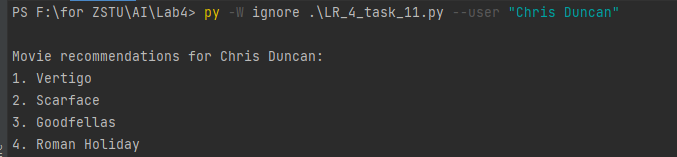 PS F:\for ZSTU\AI\Lab4> py -W ignore .\LR_4_task_11.py --user "Chris Duncan"
Movie recommendations for Chris Duncan:
1. Vertigo
2. Scarface
3. Goodfellas
4. Roman Holiday